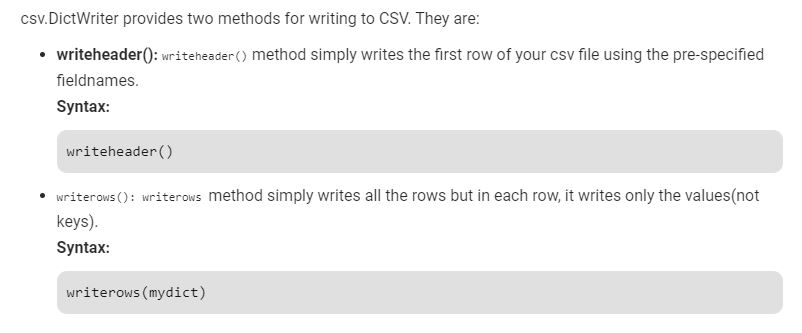 csv.DictWriter provides two methods for writing to CSV. They are:
• writeheader(): writeheader() method simply writes the first row of your csv file using the pre-specified
fieldnames.
Syntax:
writeheader()
• writerows(): writerows method simply writes all the rows but in each row, it writes only the values(not
keys).
Syntax:
writerows(mydict)